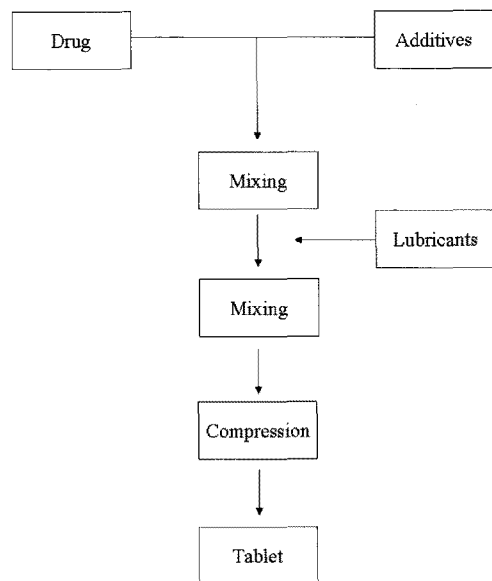 Drug
Additives
Mixing
Lubricants
Mixing
Compression
Tablet